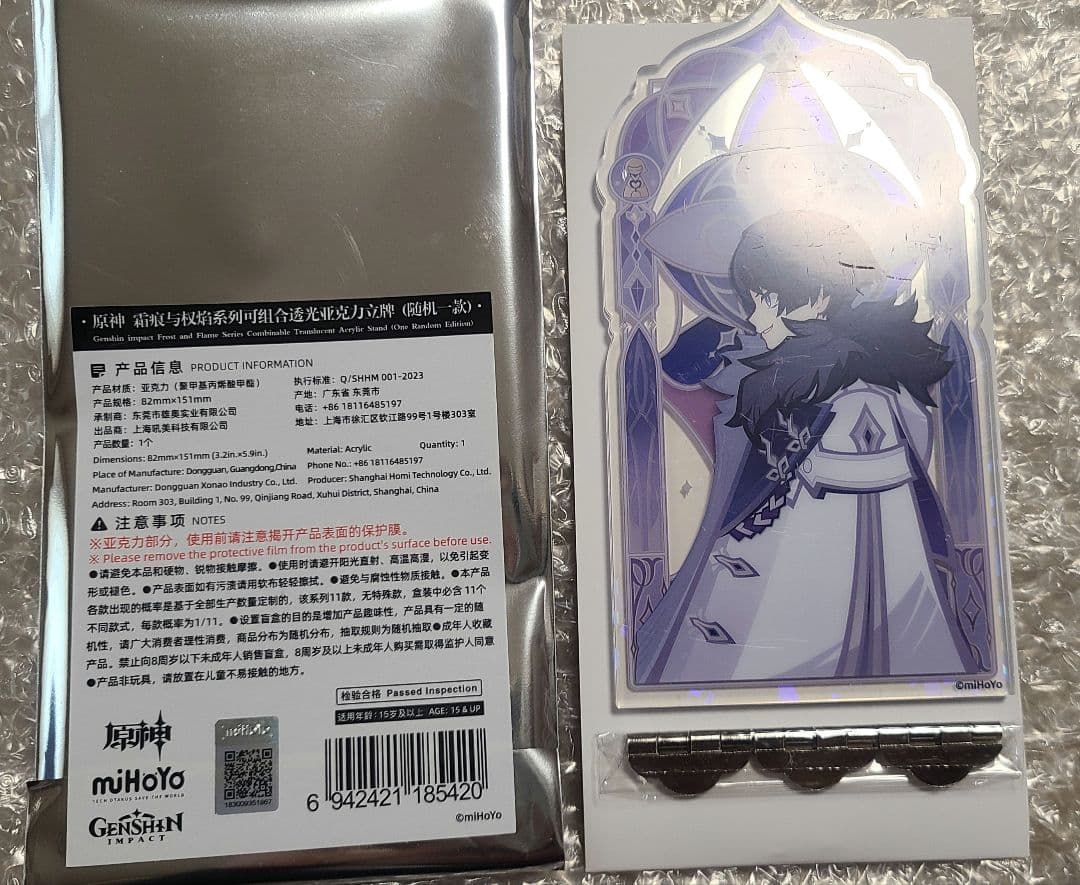 · 原神 霜痕与权焰系列可组合透光亚克力立牌 (随机一款) ·
Genshin impact Frost and Flame Series Combinable Translucent Acrylic Stand (One Random Edition)
产品信息 PRODUCT INFORMATION
产品材质：亚克力（聚甲基丙烯酸甲酯）
产品规格：82mm×151mm
承制商：东莞市雄奥实业有限公司
出品商：上海吼美科技有限公司
产品数量：1个
执行标准：Q/SHHM 001-2023
产地：广东省 东莞市
电话：+86 18116485197
地址：上海市徐汇区钦江路99号1号楼303室
Dimensions: 82mm×151mm (3.2in.×5.9in.)
Material: Acrylic
Quantity: 1
Place of Manufacture: Dongguan, Guangdong,China
Phone No.: +86 18116485197
Manufacturer: Dongguan Xonao Industry Co., Ltd.
Producer: Shanghai Homi Technology Co., Ltd.
Address: Room 303, Building 1, No. 99, Qinjiang Road, Xuhui District, Shanghai, China
注意事项 NOTES
※亚克力部分，使用前请注意揭开产品表面的保护膜。
※ Please remove the protective film from the product's surface before use.
●请避免本品和硬物、锐物接触摩擦。●使用时请避开阳光直射、高温高湿，以免引起变
形或褪色。●产品表面如有污渍请用软布轻轻擦拭。●避免与腐蚀性物质接触。●本产品
各款出现的概率是基于全部生产数量定制的，该系列11款，无特殊款，盒装中必含11个
不同款式，每款概率为1/11。●设置盲盒的目的是增加产品趣味性，产品具有一定的随
机性，请广大消费者理性消费，商品分布为随机分布，抽取规则为随机抽取●成年人收藏
产品。禁止向8周岁以下未成年人销售盲盒，8周岁及以上未成年人购买需取得监护人同意
●产品非玩具，请放置在儿童不易接触的地方。
检验合格 Passed Inspection
适用年龄：15岁及以上 AGE: 15 & UP
原神
miHoYo
TECH OTAKUS SAVE THE WORLD
GENSHIN
IMPACT
miHoYo
183009351867
6 942421 185420
©miHoYo
©miHoYo